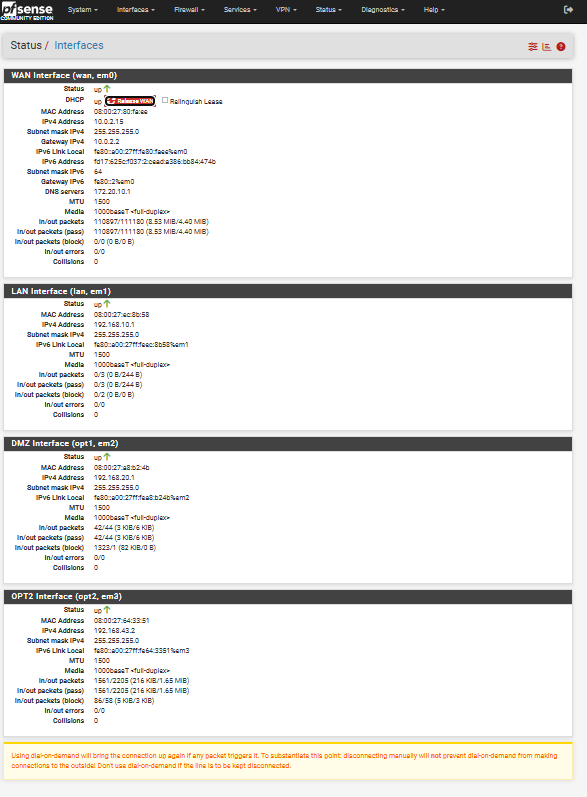 pfsense
COMMUNITY EDITION
System Interfaces Firewall Services VPN Status Diagnostics Help
Status / Interfaces
WAN Interface (wan, em0)
Status up
DHCP up Release WAN Relinquish Lease
MAC Address 08:00:27:80:fa:ee
IPv4 Address 10.0.2.15
Subnet mask IPv4 255.255.255.0
Gateway IPv4 10.0.2.2
IPv6 Link Local fe80::a00:27ff:fe80:faee%em0
IPv6 Address fd17:625c:f037:2:cead:a386:bb84:474b
Subnet mask IPv6 64
Gateway IPv6 fe80::2%em0
DNS servers 172.20.10.1
MTU 1500
Media 1000baseT <full-duplex>
In/out packets 110897/111180 (8.53 MiB/4.40 MiB)
In/out packets (pass) 110897/111180 (8.53 MiB/4.40 MiB)
In/out packets (block) 0/0 (0 B/0 B)
In/out errors 0/0
Collisions 0
LAN Interface (lan, em1)
Status up
MAC Address 08:00:27:ec:8b:58
IPv4 Address 192.168.10.1
Subnet mask IPv4 255.255.255.0
IPv6 Link Local fe80::a00:27ff:feec:8b58%em1
MTU 1500
Media 1000baseT <full-duplex>
In/out packets 0/3 (0 B/244 B)
In/out packets (pass) 0/3 (0 B/244 B)
In/out packets (block) 0/2 (0 B/0 B)
In/out errors 0/0
Collisions 0
DMZ Interface (opt1, em2)
Status up
MAC Address 08:00:27:a8:b2:4b
IPv4 Address 192.168.20.1
Subnet mask IPv4 255.255.255.0
IPv6 Link Local fe80::a00:27ff:fea8:b24b%em2
MTU 1500
Media 1000baseT <full-duplex>
In/out packets 42/44 (3 KiB/6 KiB)
In/out packets (pass) 42/44 (3 KiB/6 KiB)
In/out packets (block) 1323/1 (82 KiB/0 B)
In/out errors 0/0
Collisions 0
OPT2 Interface (opt2, em3)
Status up
MAC Address 08:00:27:64:33:51
IPv4 Address 192.168.43.2
Subnet mask IPv4 255.255.255.0
IPv6 Link Local fe80::a00:27ff:fe64:3351%em3
MTU 1500
Media 1000baseT <full-duplex>
In/out packets 1561/2205 (216 KiB/1.65 MiB)
In/out packets (pass) 1561/2205 (216 KiB/1.65 MiB)
In/out packets (block) 86/58 (5 KiB/3 KiB)
In/out errors 0/0
Collisions 0
Using dial-on-demand will bring the connection up again if any packet triggers it. To substantiate this point: disconnecting manually will not prevent dial-on-demand from making
connections to the outside! Don't use dial-on-demand if the line is to be kept disconnected.